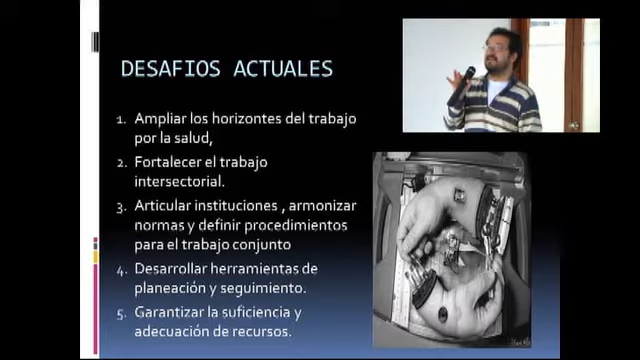 DESAFIOS ACTUALES
1. Ampliar los horizontes del trabajo
por la salud,
2. Fortalecer el trabajo
intersectorial.
3. Articular instituciones , armonizar
normas y definir procedimientos
para el trabajo conjunto
4. Desarrollar herramientas de
planeación y seguimiento.
5. Garantizar la suficiencia y
adecuación de recursos.